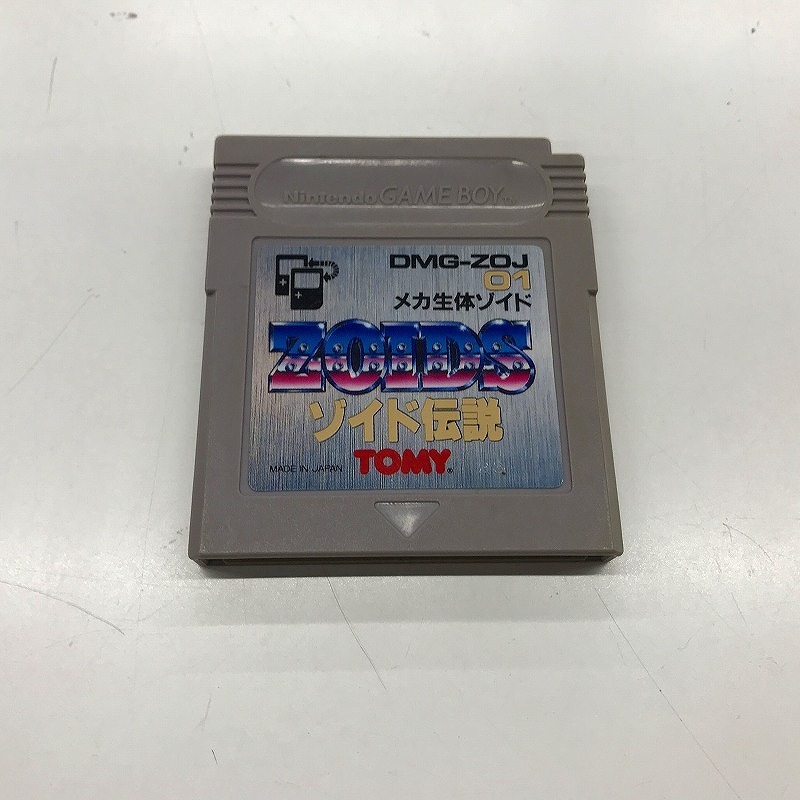 Nintendo GAME BOY™
DMG-ZOJ
01
メカ生体ゾイド
ZOIDS
ゾイド伝説
MADE IN JAPAN
TOMY®